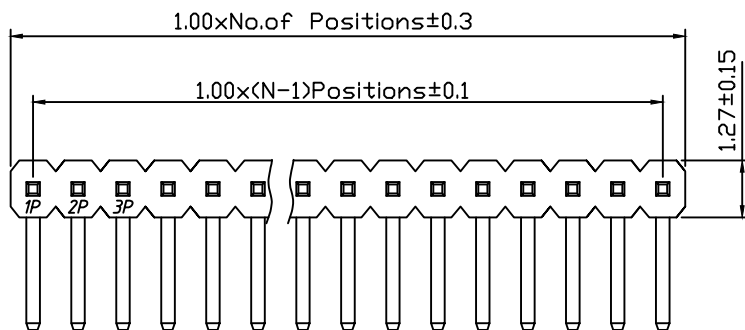 1.00xNo.of Positions±0.3
1.00x(N-1)Positions±0.1
1.27±0.15
1P 2P 3P